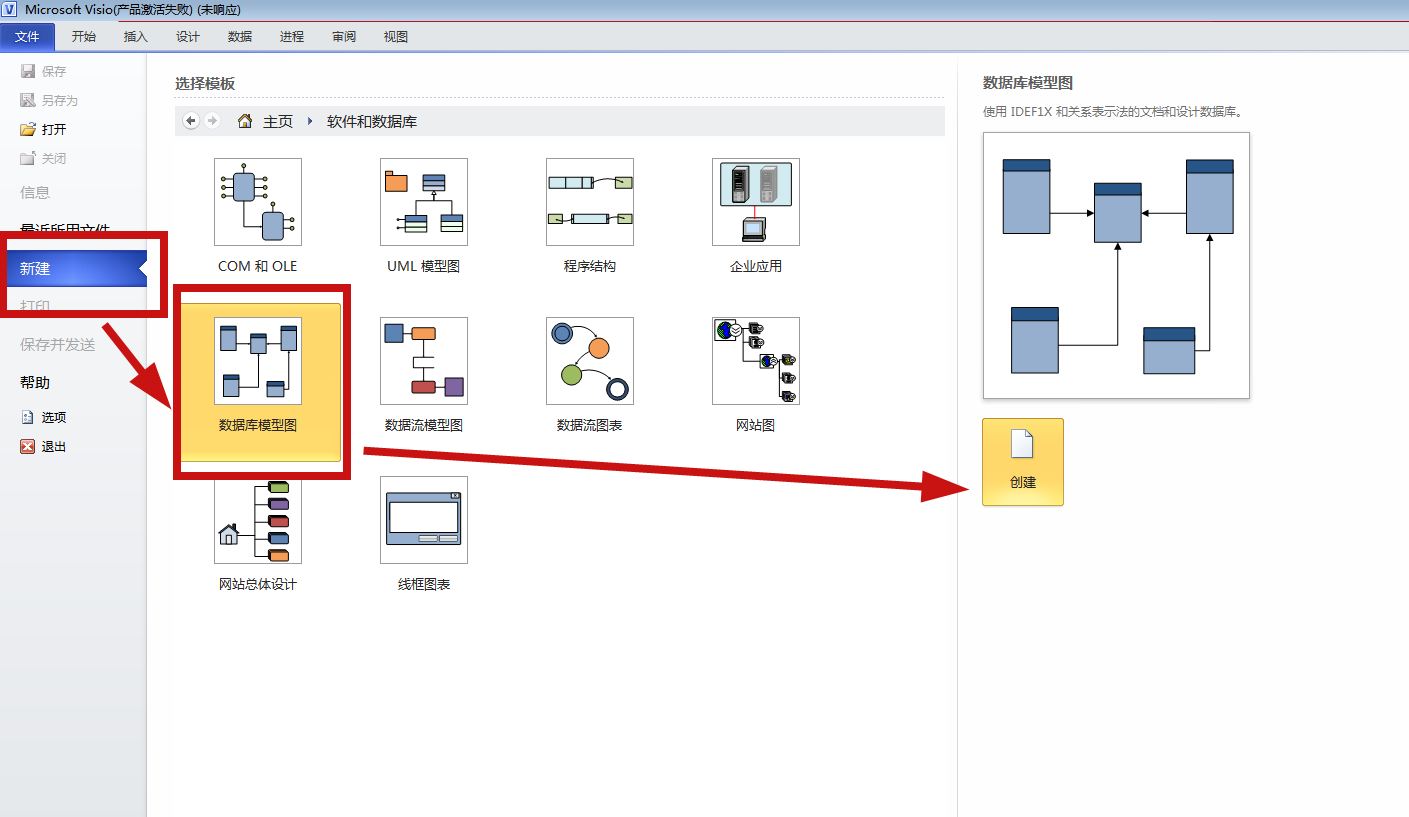 Microsoft Visio(产品激活失败) (未响应)
文件 开始 插入 设计 数据 进程 审阅 视图
保存
另存为
打开
关闭
信息
最近所用文件
新建
打印
保存并发送
帮助
选项
退出
选择模板
主页 软件和数据库
COM 和 OLE
UML 模型图
程序结构
企业应用
数据库模型图
数据流模型图
数据流图表
网站图
网站总体设计
线框图表
数据库模型图
使用 IDEF1X 和关系表示法的文档和设计数据库。
创建